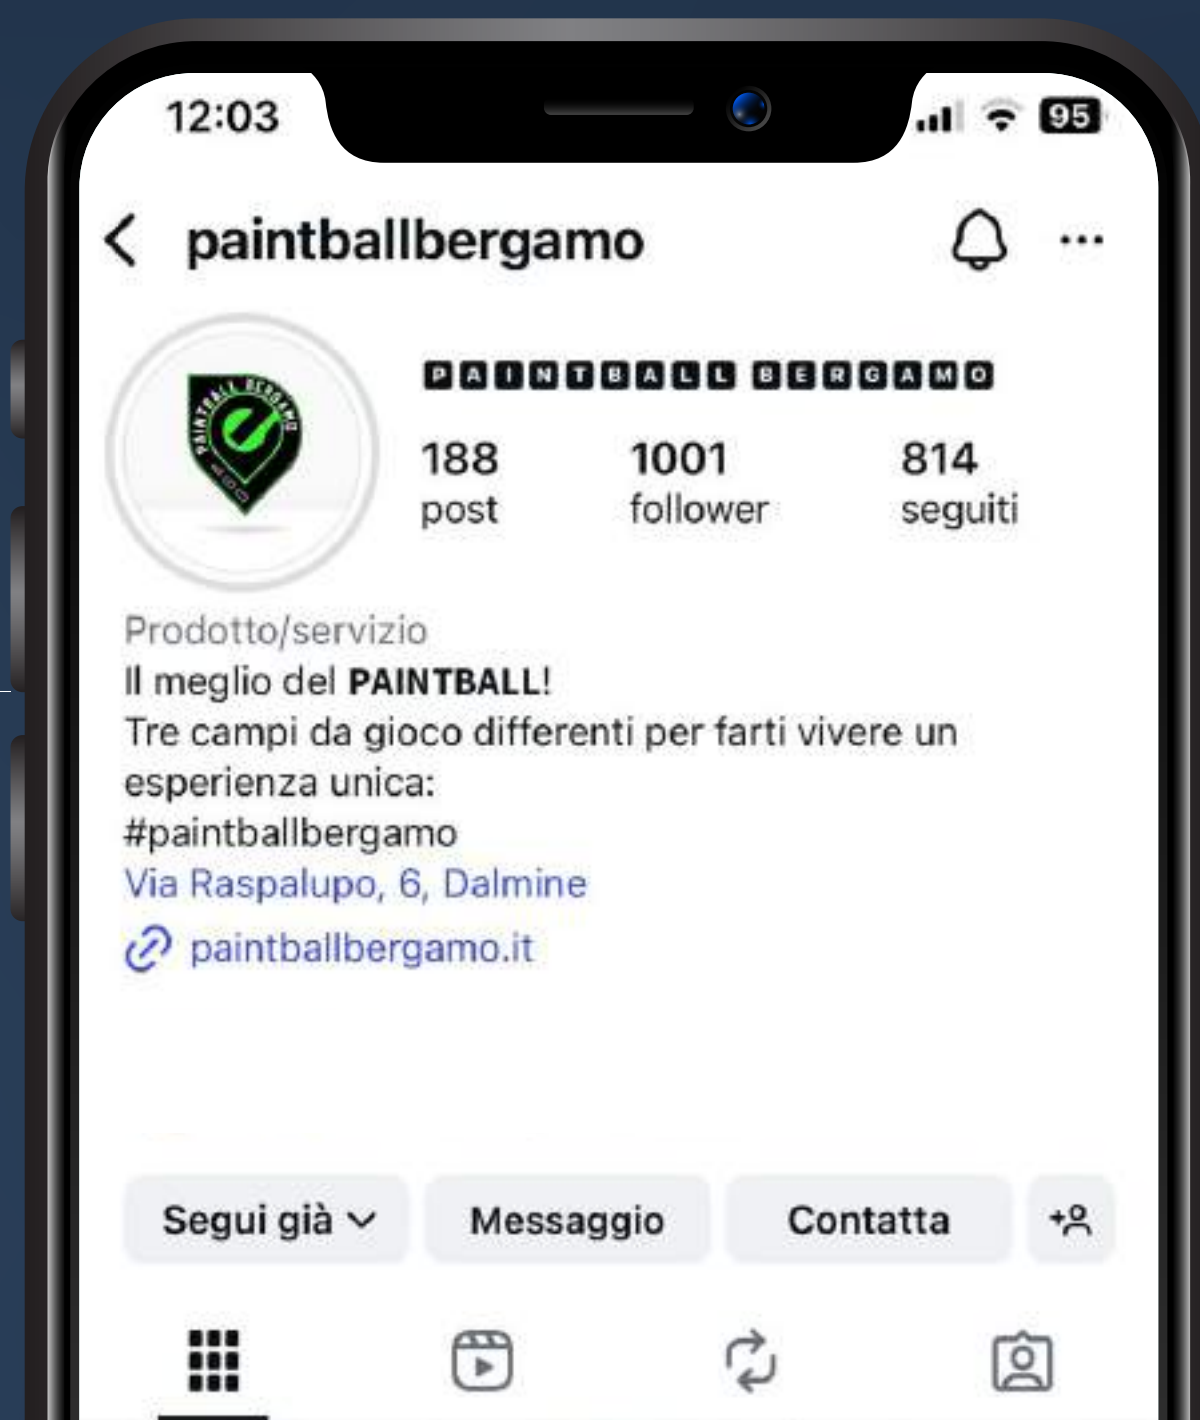 12:03
95
paintballbergamo
PAINTBALL BERGAMO
PAINTBALL BERGAMO
188 1001 814
post follower seguiti
Prodotto/servizio
Il meglio del PAINTBALL!
Tre campi da gioco differenti per farti vivere un
esperienza unica:
#paintballbergamo
Via Raspalupo, 6, Dalmine
paintballbergamo.it
Segui già Messaggio Contatta